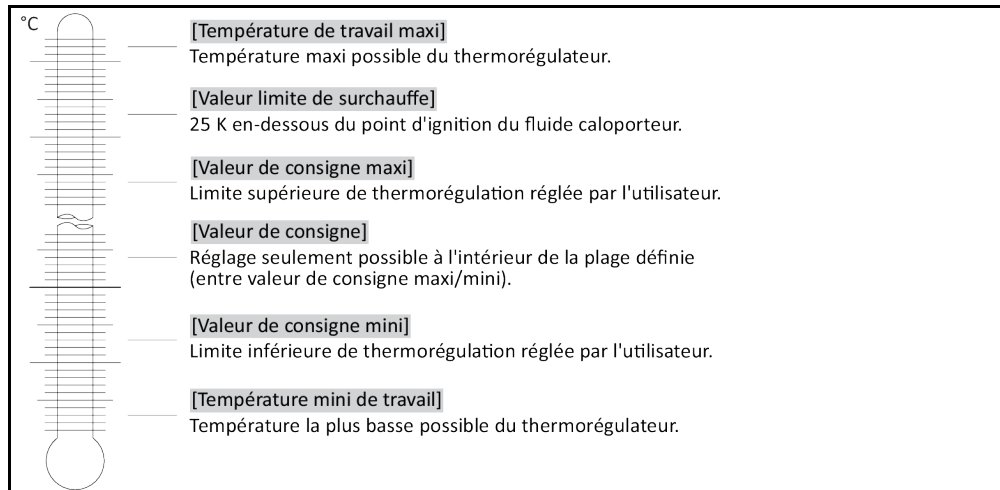 °C
[Température de travail maxi]
Température maxi possible du thermorégulateur.
[Valeur limite de surchauffe]
25 K en-dessous du point d'ignition du fluide caloporteur.
[Valeur de consigne maxi]
Limite supérieure de thermorégulation réglée par l'utilisateur.
[Valeur de consigne]
Réglage seulement possible à l'intérieur de la plage définie
(entre valeur de consigne maxi/mini).
[Valeur de consigne mini]
Limite inférieure de thermorégulation réglée par l'utilisateur.
[Température mini de travail]
Température la plus basse possible du thermorégulateur.